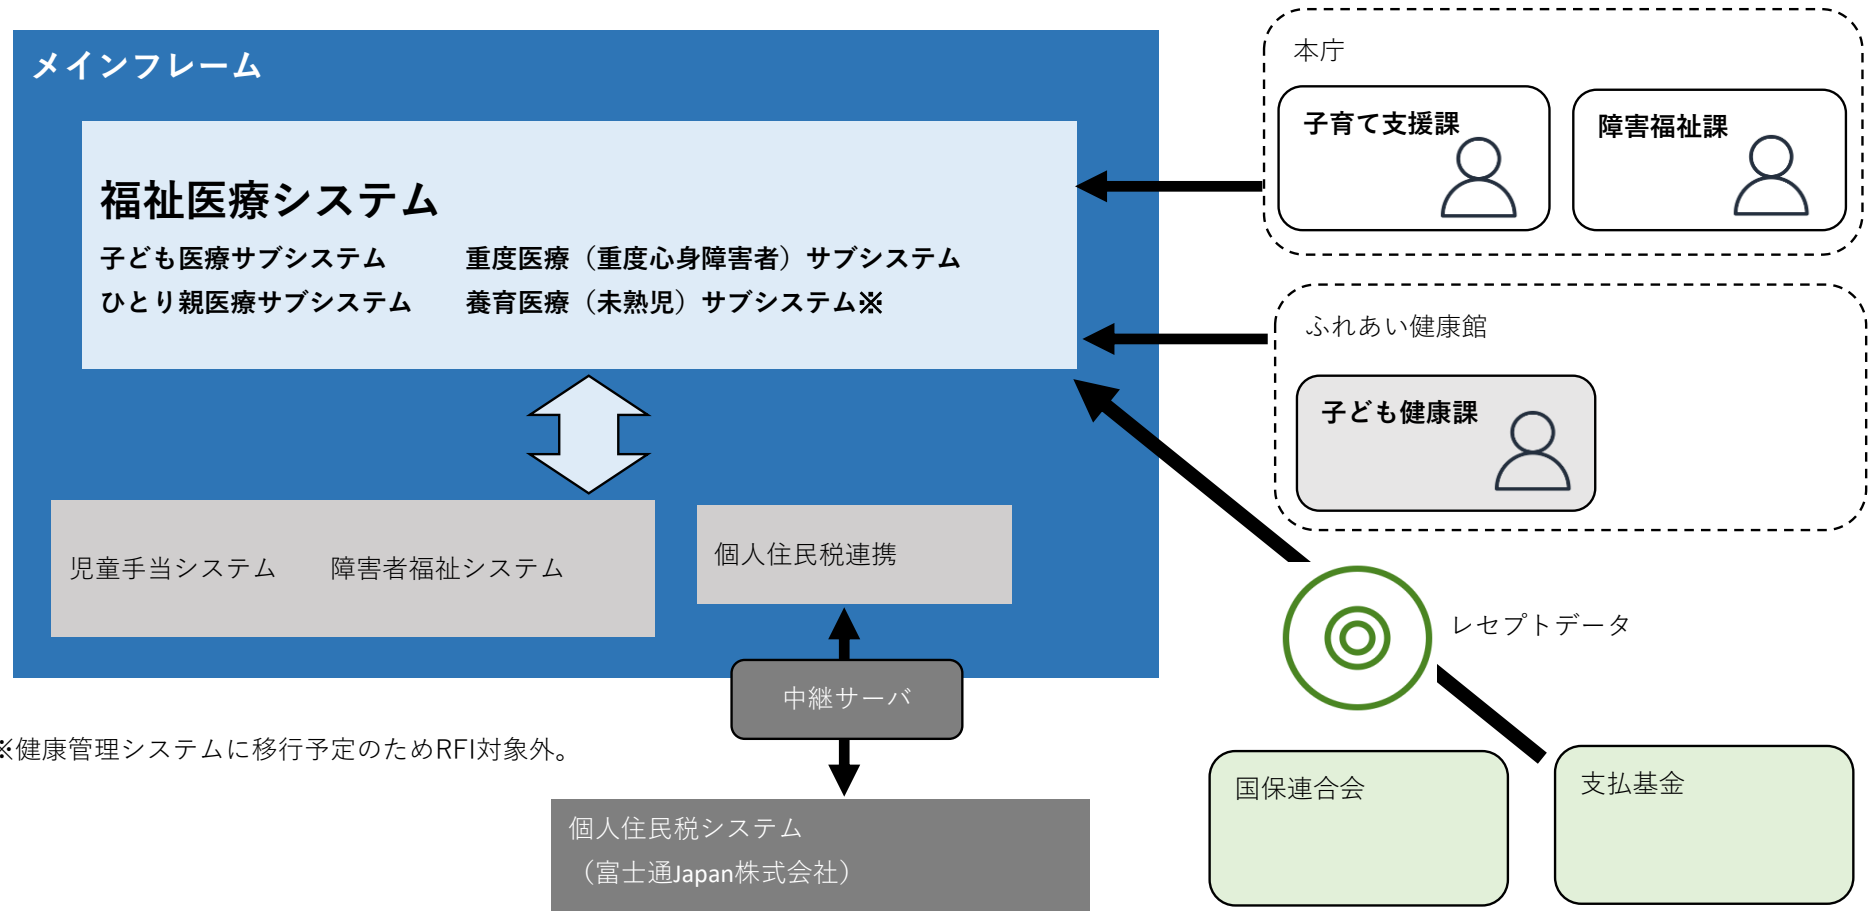 メインフレーム
福祉医療システム
子ども医療サブシステム 重度医療（重度心身障害者）サブシステム
ひとり親医療サブシステム 養育医療（未熟児）サブシステム※
児童手当システム 障害者福祉システム
個人住民税連携
中継サーバ
※健康管理システムに移行予定のためRFI対象外。
個人住民税システム
（富士通Japan株式会社）
本庁
子育て支援課
障害福祉課
ふれあい健康館
子ども健康課
レセプトデータ
国保連合会
支払基金